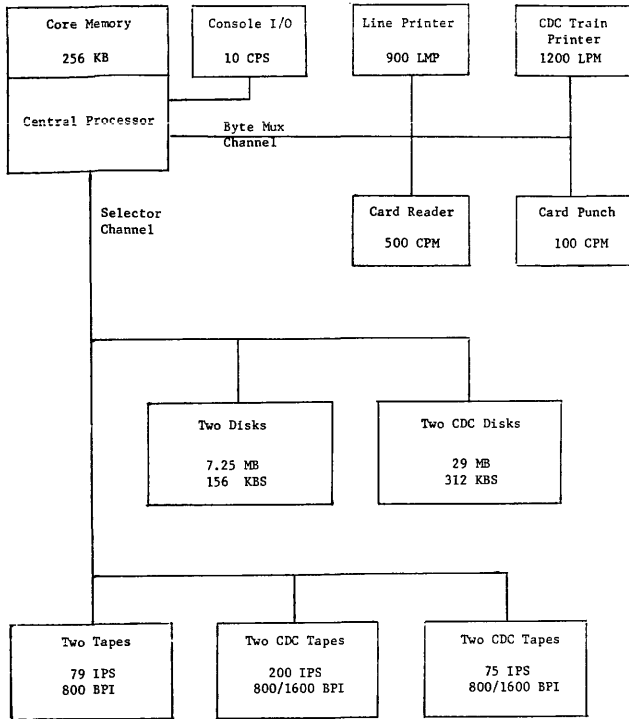 Core Memory
256 KB
Central Processor
Console I/O
10 CPS
Line Printer
900 LMP
CDC Train
Printer
1200 LPM
Byte Mux
Channel
Card Reader
500 CPM
Card Punch
100 CPM
Selector
Channel
Two Disks
7.25 MB
156 KBS
Two CDC Disks
29 MB
312 KBS
Two Tapes
79 IPS
800 BPI
Two CDC Tapes
200 IPS
800/1600 BPI
Two CDC Tapes
75 IPS
800/1600 BPI